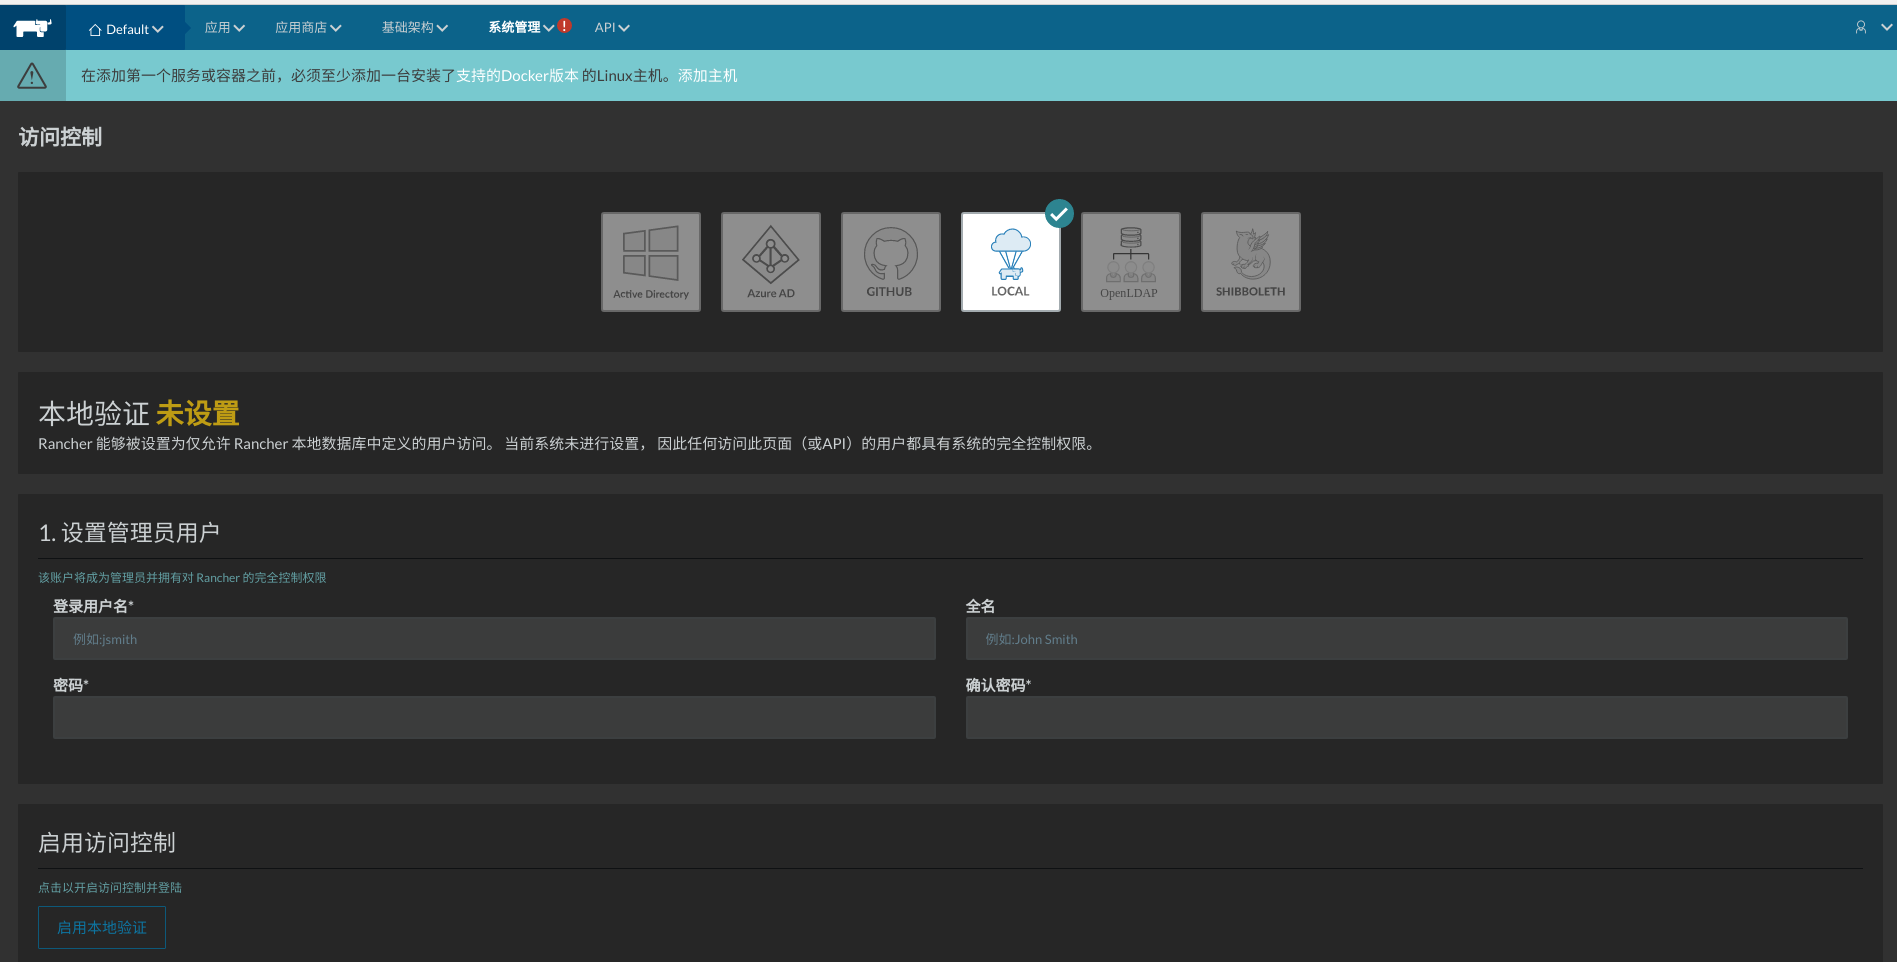 Default 应用 应用商店 基础架构 系统管理 ! API
在添加第一个服务或容器之前，必须至少添加一台安装了支持的Docker版本 的Linux主机。添加主机
访问控制
Active Directory Azure AD GITHUB LOCAL OpenLDAP SHIBBOLETH
本地验证 未设置
Rancher 能够被设置为仅允许 Rancher 本地数据库中定义的用户访问。 当前系统未进行设置， 因此任何访问此页面（或API）的用户都具有系统的完全控制权限。
1. 设置管理员用户
该账户将成为管理员并拥有对 Rancher 的完全控制权限
登录用户名* 全名
例如:jsmith 例如:John Smith
密码* 确认密码*
启用访问控制
点击以开启访问控制并登陆
启用本地验证